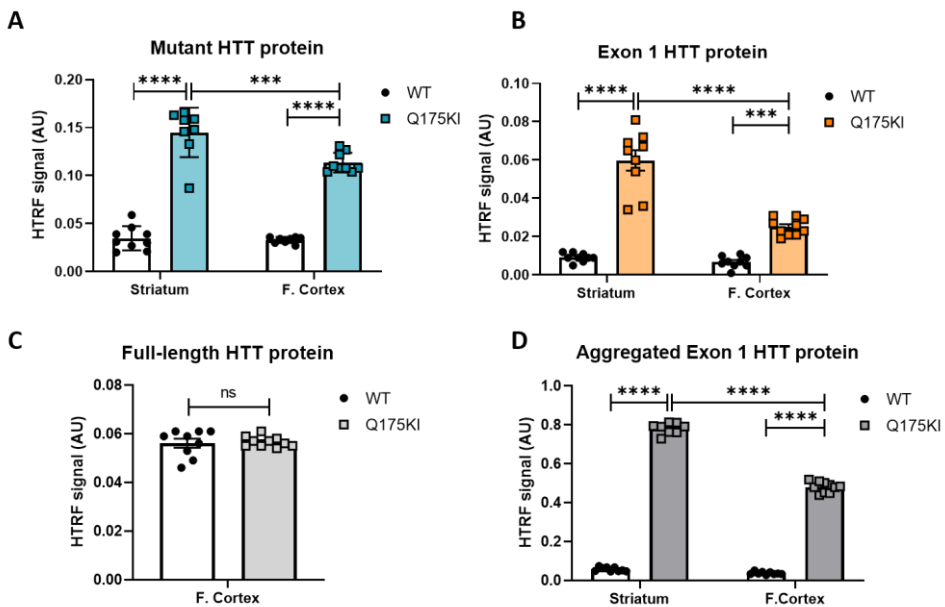 A
Mutant HTT protein
HTRF signal (AU)
0.20
0.15
0.10
0.05
0.00
****
***
****
WT
Q175KI
Striatum
F. Cortex
B
Exon 1 HTT protein
HTRF signal (AU)
0.10
0.08
0.06
0.04
0.02
0.00
****
****
***
WT
Q175KI
Striatum
F. Cortex
C
Full-length HTT protein
HTRF signal (AU)
0.08
0.06
0.04
0.02
0.00
ns
WT
Q175KI
F. Cortex
D
Aggregated Exon 1 HTT protein
HTRF signal (AU)
1.0
0.8
0.6
0.4
0.2
0.0
****
****
****
WT
Q175KI
Striatum
F.Cortex